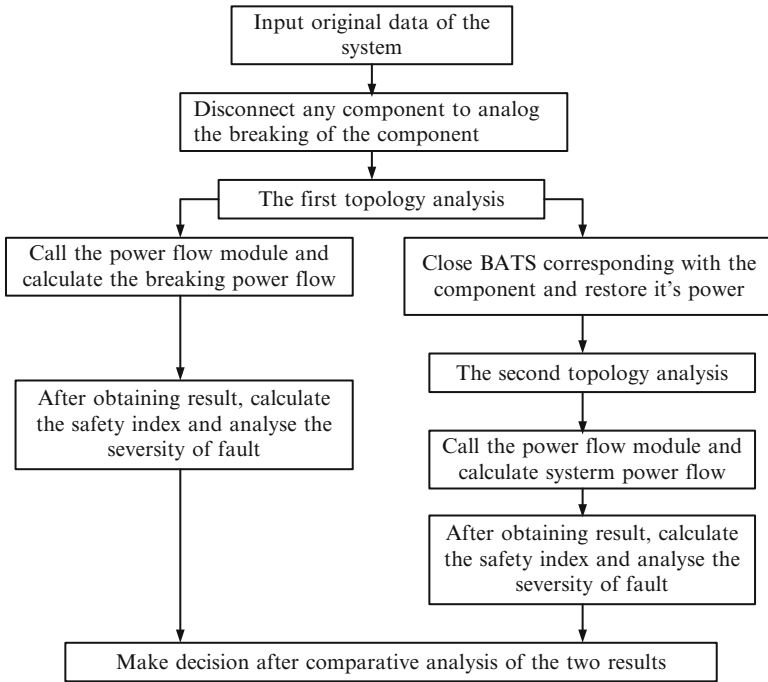 Input original data of the
system
Disconnect any component to analog
the breaking of the component
The first topology analysis
Call the power flow module and
calculate the breaking power flow
Close BATS corresponding with the
component and restore it's power
The second topology analysis
After obtaining result, calculate
the safety index and analyse the
severity of fault
Call the power flow module and
calculate systerm power flow
After obtaining result, calculate
the safety index and analyse the
severity of fault
Make decision after comparative analysis of the two results